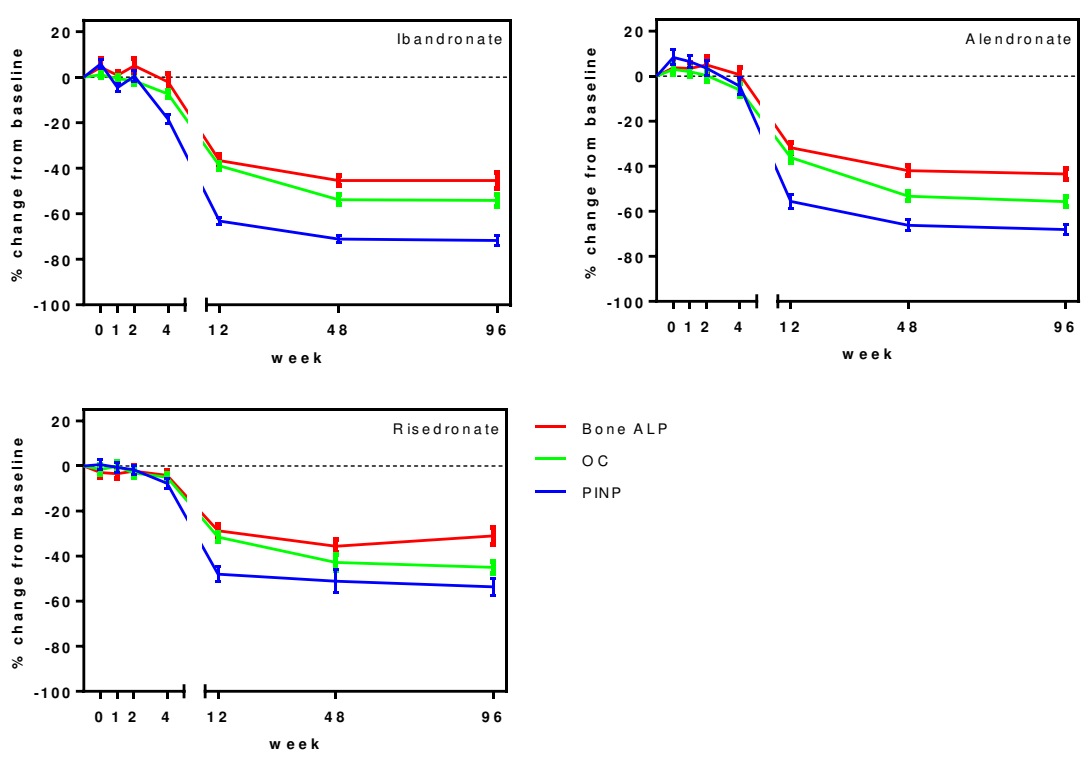 Ibandronate
% change from baseline
20
0
-20
-40
-60
-80
-100
0 1 2 4 12 48 96
week
Alendronate
% change from baseline
20
0
-20
-40
-60
-80
-100
0 1 2 4 12 48 96
week
Risedronate
% change from baseline
20
0
-20
-40
-60
-80
-100
0 1 2 4 12 48 96
week
Bone ALP
OC
PINP